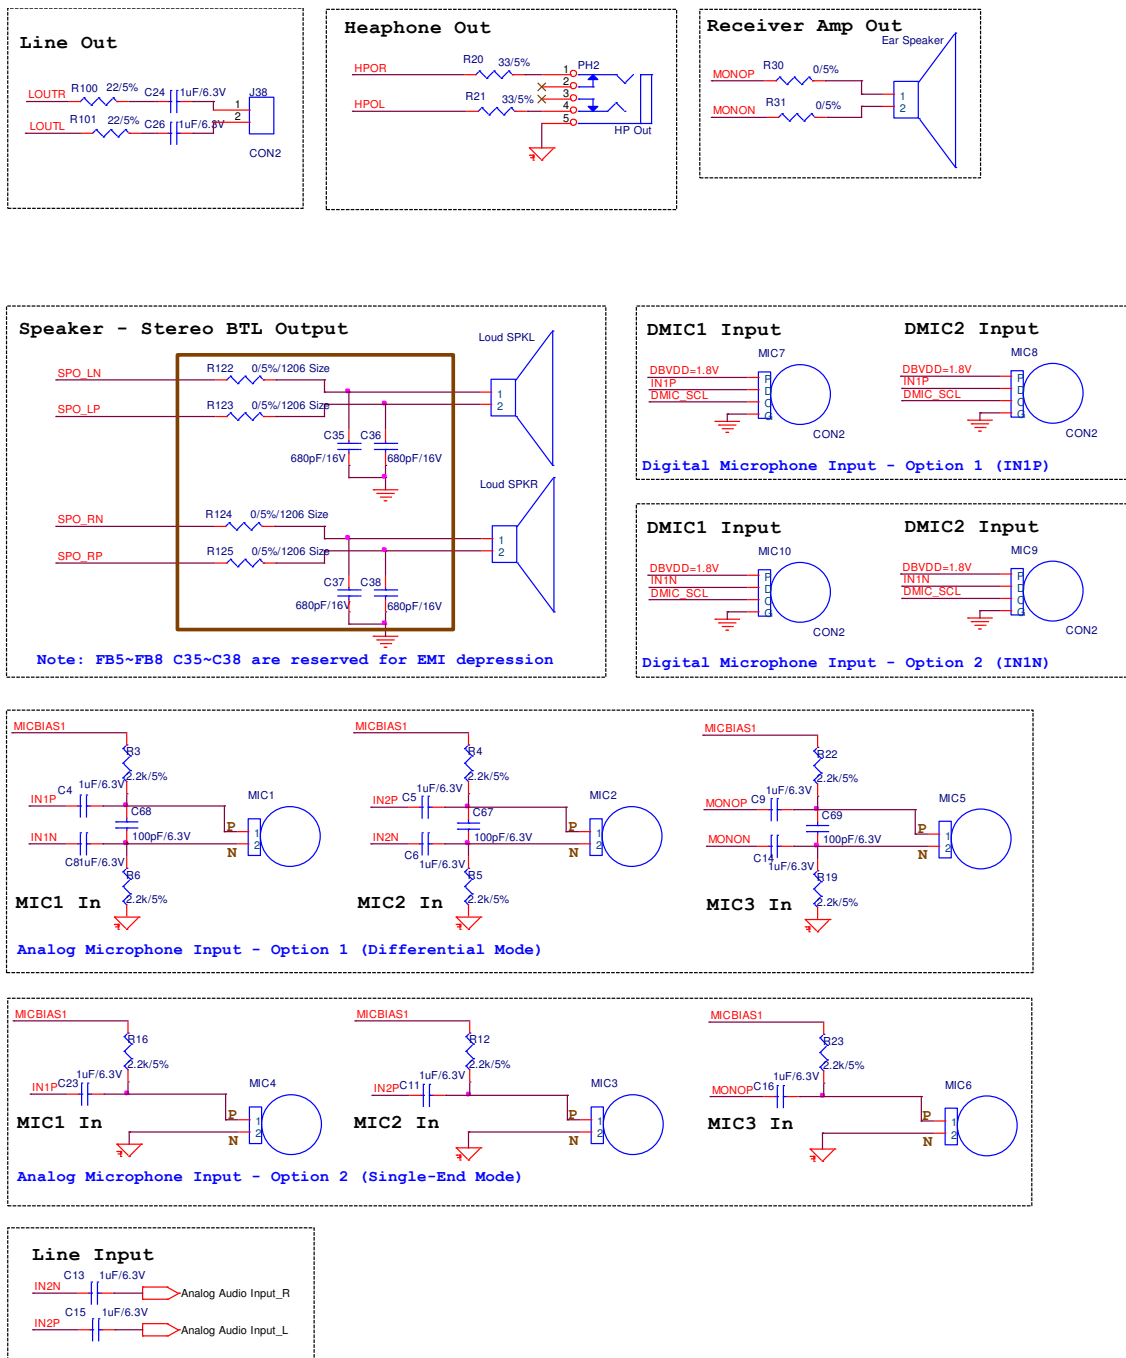 Line Out
LOUTR
R100 22/5%
C24 1uF/6.3V
J38
1
2
LOUTL
R101 22/5%
C26 1uF/6.3V
CON2
Heaphone Out
HPOR
R20 33/5%
HPOL
R21 33/5%
1
2
3
4
5
PH2
HP Out
Receiver Amp Out
Ear Speaker
MONOP
R30 0/5%
MONON
R31 0/5%
1
2
Speaker - Stereo BTL Output
SPO_LN
R122 0/5%/1206 Size
SPO_LP
R123 0/5%/1206 Size
C35 C36
680pF/16V 680pF/16V
Loud SPKL
1
2
SPO_RN
R124 0/5%/1206 Size
SPO_RP
R125 0/5%/1206 Size
C37 C38
680pF/16V 680pF/16V
Loud SPKR
1
2
Note: FB5~FB8 C35~C38 are reserved for EMI depression
DMIC1 Input
MIC7
DBVDD=1.8V
IN1P
DMIC_SCL
P
D
C
G
CON2
DMIC2 Input
MIC8
DBVDD=1.8V
IN1P
DMIC_SCL
P
D
C
G
CON2
Digital Microphone Input - Option 1 (IN1P)
DMIC1 Input
MIC10
DBVDD=1.8V
IN1N
DMIC_SCL
P
D
C
G
CON2
DMIC2 Input
MIC9
DBVDD=1.8V
IN1N
DMIC_SCL
P
D
C
G
CON2
Digital Microphone Input - Option 2 (IN1N)
MICBIAS1
R3
2.2k/5%
IN1P
C4
1uF/6.3V
C68
100pF/6.3V
IN1N
C8 1uF/6.3V
R6
2.2k/5%
MIC1
P
N
1
2
MIC1 In
MICBIAS1
R4
2.2k/5%
IN2P
C5
1uF/6.3V
C67
100pF/6.3V
IN2N
C6
1uF/6.3V
R5
2.2k/5%
MIC2
P
N
1
2
MIC2 In
MICBIAS1
R22
2.2k/5%
MONOP
C9
1uF/6.3V
C69
100pF/6.3V
MONON
C14
1uF/6.3V
R19
2.2k/5%
MIC5
P
N
1
2
MIC3 In
Analog Microphone Input - Option 1 (Differential Mode)
MICBIAS1
R16
2.2k/5%
IN1P
C23
1uF/6.3V
MIC4
P
N
1
2
MIC1 In
MICBIAS1
R12
2.2k/5%
IN2P
C11
1uF/6.3V
MIC3
P
N
1
2
MIC2 In
MICBIAS1
R23
2.2k/5%
MONOP
C16
1uF/6.3V
MIC6
P
N
1
2
MIC3 In
Analog Microphone Input - Option 2 (Single-End Mode)
Line Input
IN2N
C13 1uF/6.3V
Analog Audio Input_R
IN2P
C15 1uF/6.3V
Analog Audio Input_L